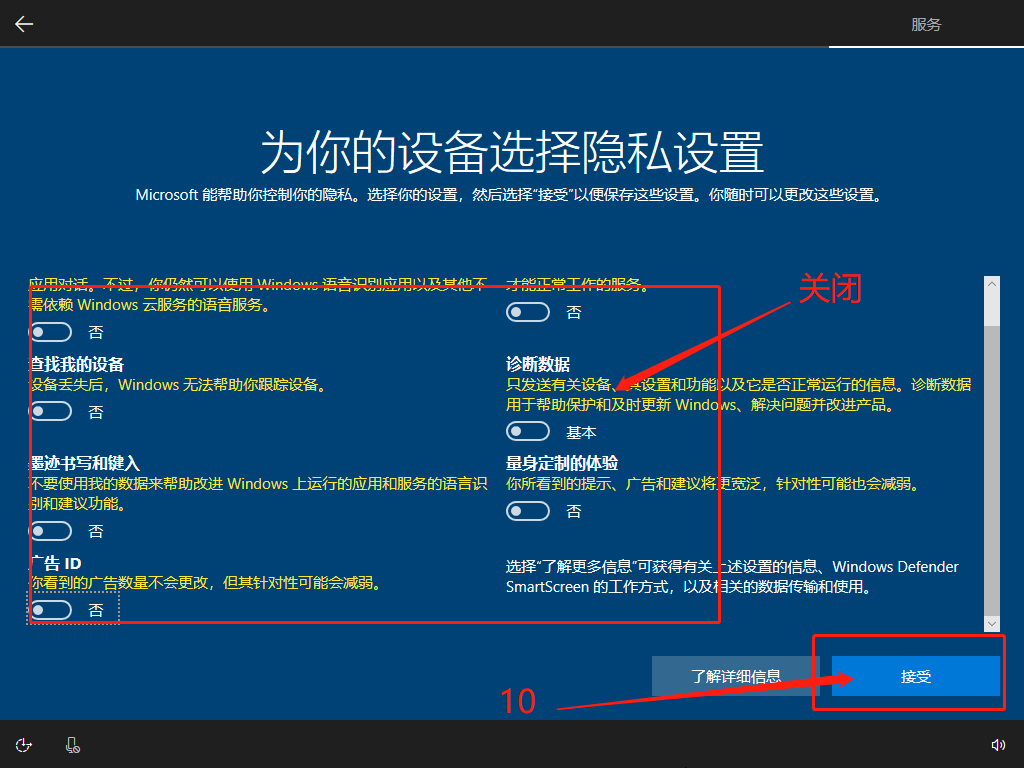 服务
为你的设备选择隐私设置
Microsoft 能帮助你控制你的隐私。选择你的设置，然后选择“接受”以便保存这些设置。你随时可以更改这些设置。
应用对话。不过，你仍然可以使用 Windows 语音识别应用以及其他不
需依赖 Windows 云服务的语音服务。
否
查找我的设备
设备丢失后，Windows 无法帮助你跟踪设备。
否
墨迹书写和键入
不要使用我的数据来帮助改进 Windows 上运行的应用和服务的语言识
别和建议功能。
否
广告 ID
你看到的广告数量不会更改，但其针对性可能会减弱。
否
才能正常工作的服务。
否
关闭
诊断数据
只发送有关设备、其设置和功能以及它是否正常运行的信息。诊断数据
用于帮助保护和及时更新 Windows、解决问题并改进产品。
基本
量身定制的体验
你所看到的提示、广告和建议将更宽泛，针对性可能也会减弱。
否
选择“了解更多信息”可获得有关上述设置的信息、Windows Defender
SmartScreen 的工作方式，以及相关的数据传输和使用。
了解详细信息
接受
10